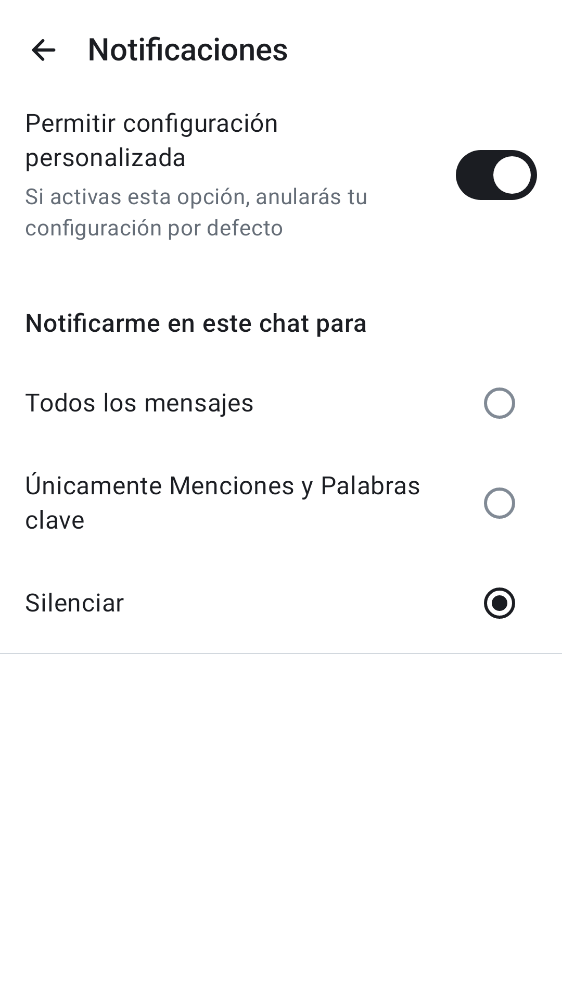 Notificaciones
Permitir configuración
personalizada
Si activas esta opción, anularás tu
configuración por defecto
Notificarme en este chat para
Todos los mensajes
Únicamente Menciones y Palabras
clave
Silenciar